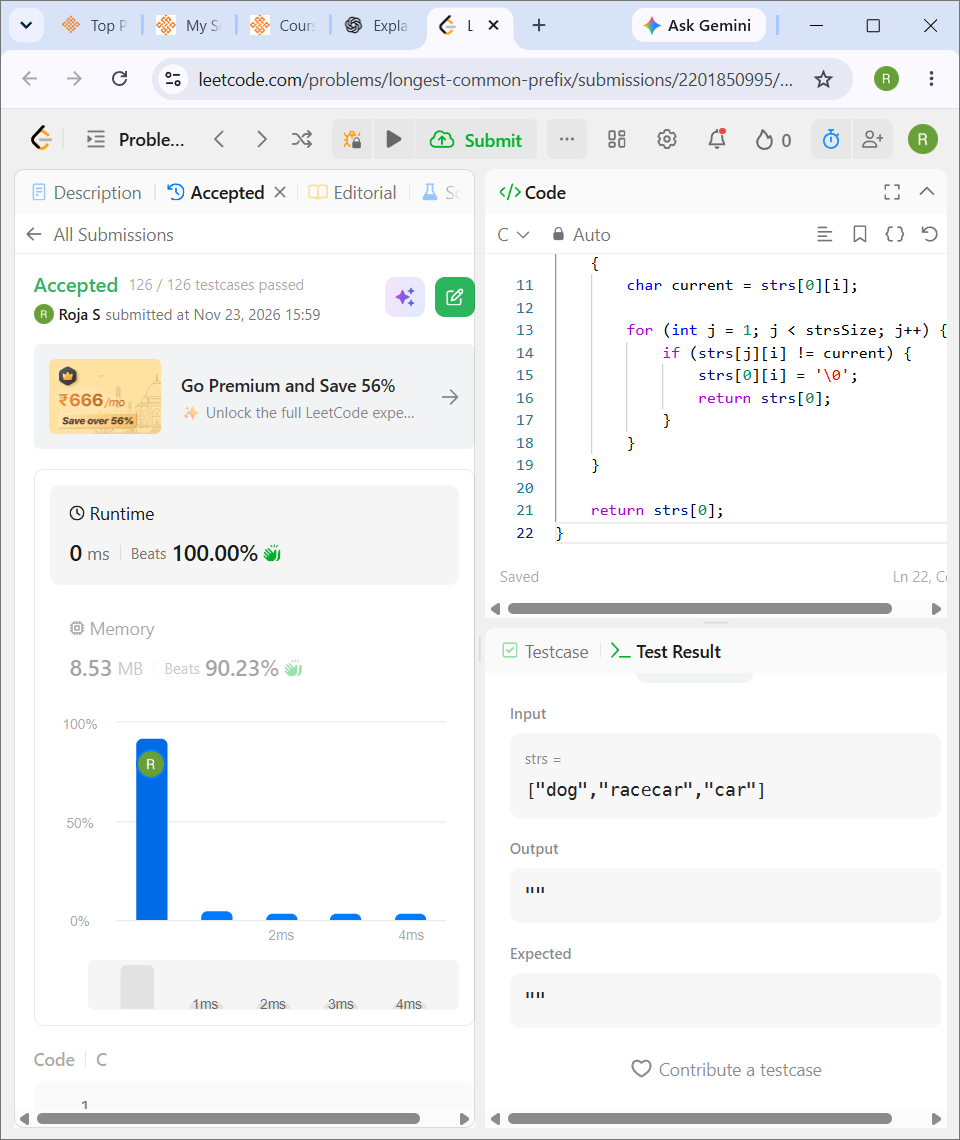 Top P
My S
Cours
Expla
L
Ask Gemini
leetcode.com/problems/longest-common-prefix/submissions/2201850995/...
R
Proble...
Submit
0
R
Description
Accepted
Editorial
S
All Submissions
Accepted 126 / 126 testcases passed
R Roja S submitted at Nov 23, 2026 15:59
₹666/mo
Save over 56%
Go Premium and Save 56%
✨ Unlock the full LeetCode expe...
Runtime
0 ms Beats 100.00%
Memory
8.53 MB Beats 90.23%
100%
R
50%
0%
2ms 4ms
1ms 2ms 3ms 4ms
Code C
1
</> Code
C Auto
{
11 char current = strs[0][i];
12
13 for (int j = 1; j < strsSize; j++) {
14 if (strs[j][i] != current) {
15 strs[0][i] = '\0';
16 return strs[0];
17 }
18 }
19 }
20
21 return strs[0];
22 }
Saved Ln 22, Co
Testcase
Test Result
Input
strs =
["dog","racecar","car"]
Output
""
Expected
""
Contribute a testcase